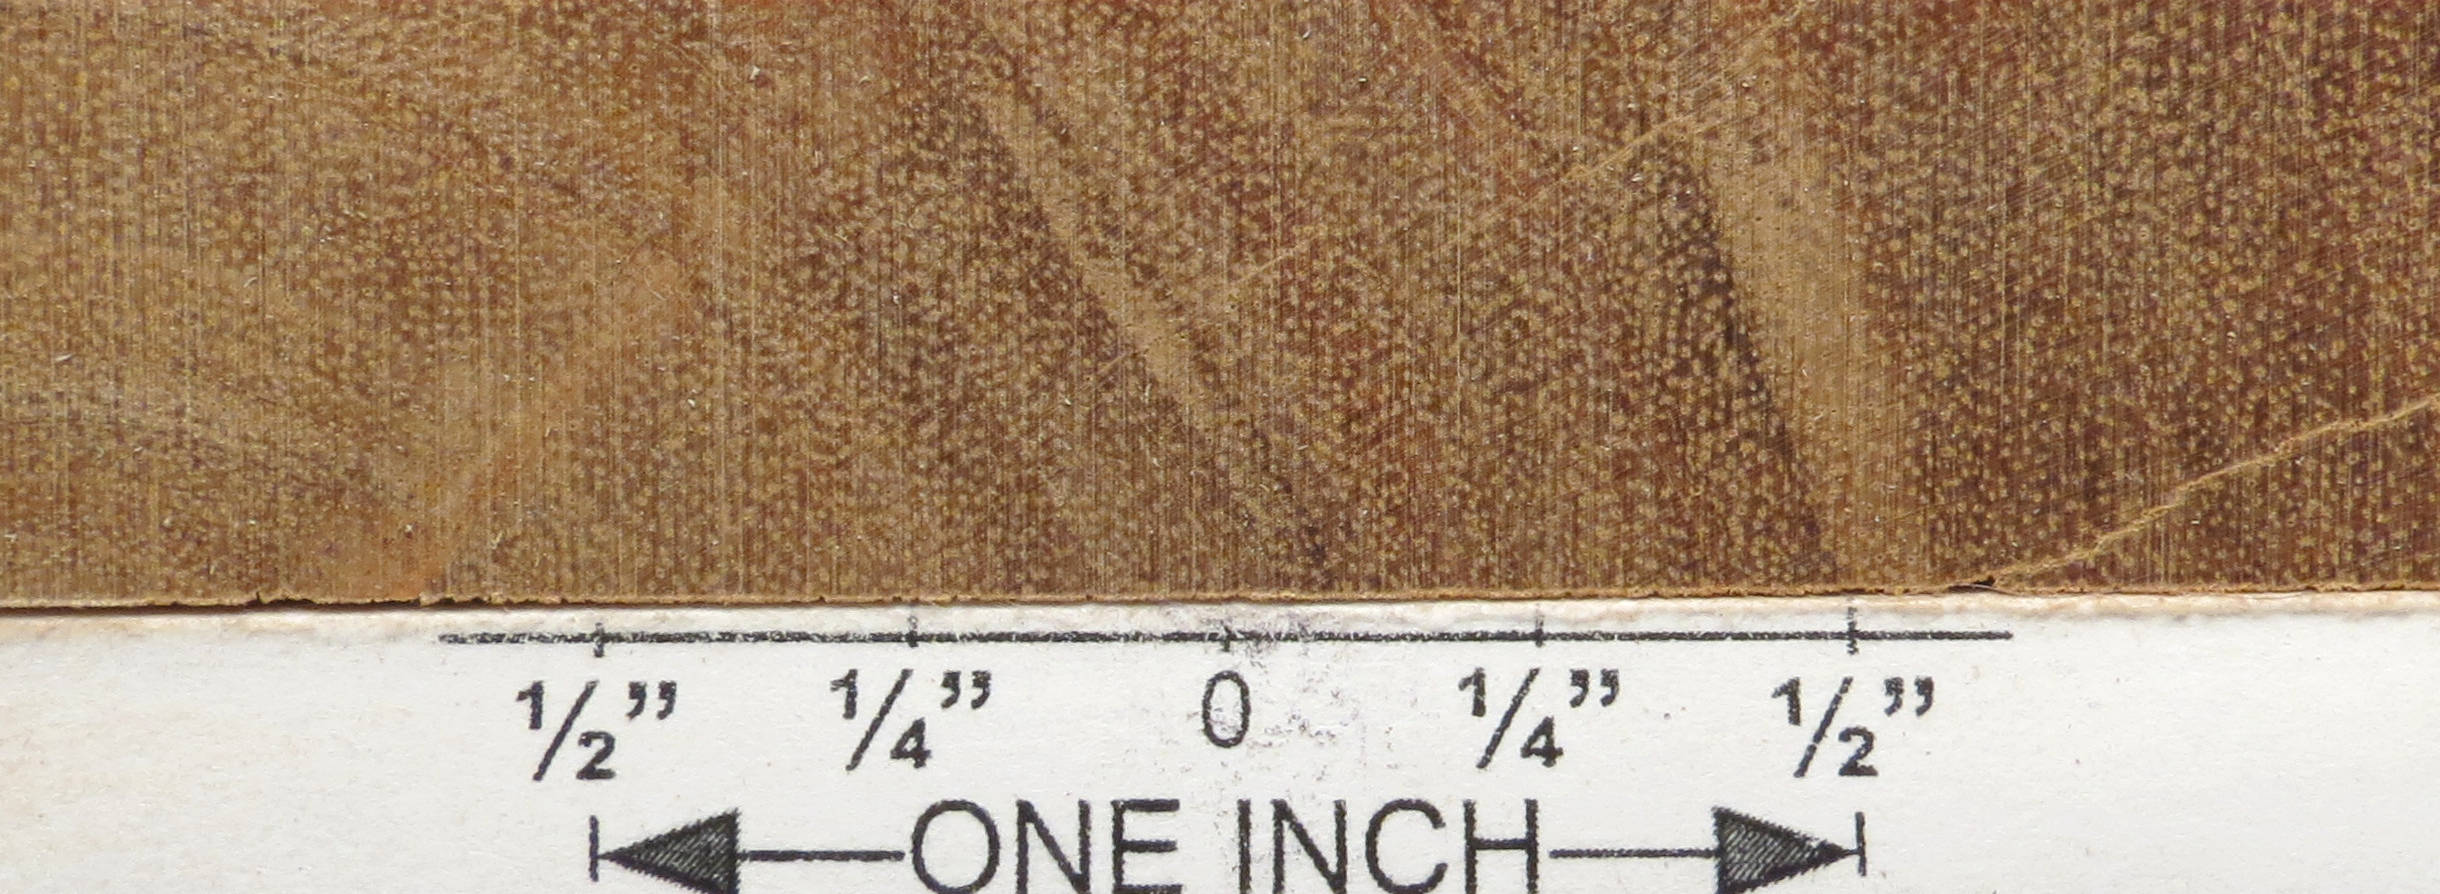 1/2” 1/4” 0 1/4” 1/2”
ONE INCH